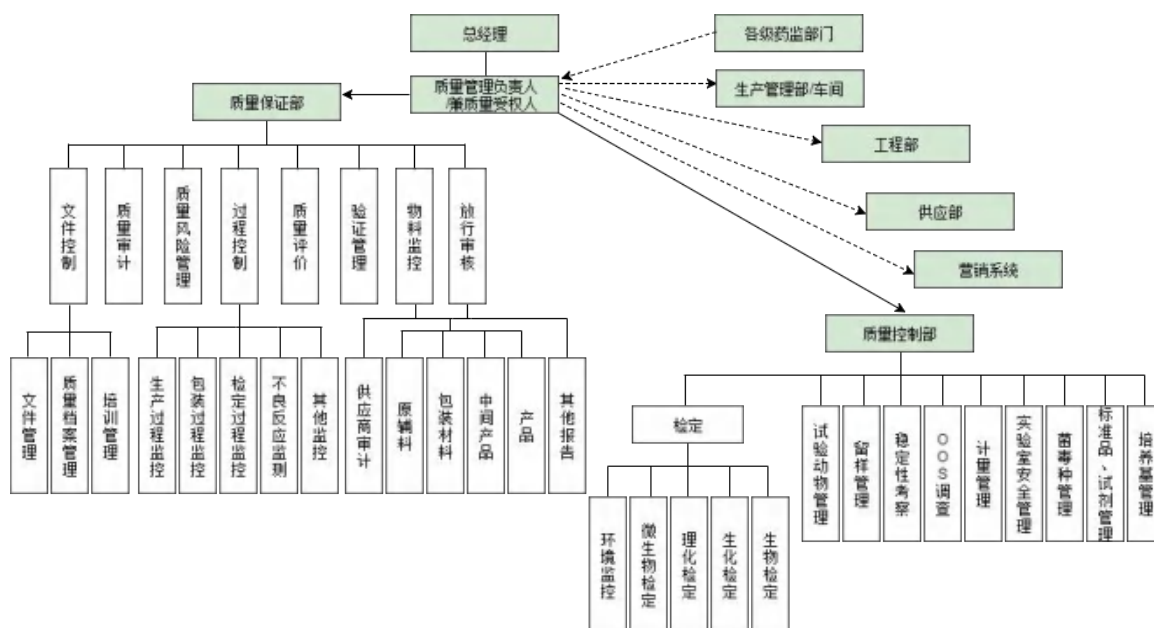 总经理
各级药监部门
质量管理负责人
/兼质量受权人
生产管理部/车间
质量保证部
工程部
供应部
营销系统
质量控制部
文件控制
质量审计
质量风险管理
过程控制
质量评价
验证管理
物料监控
放行审核
文件管理
质量档案管理
培训管理
生产过程监控
包装过程监控
检定过程监控
不良反应监测
其他监控
供应商审计
原辅料
包装材料
中间产品
产品
其他报告
检定
试验动物管理
留样管理
稳定性考察
OOS调查
计量管理
实验室安全管理
菌毒种管理
标准品、试剂管理
培养基管理
环境监控
微生物检定
理化检定
生化检定
生物检定